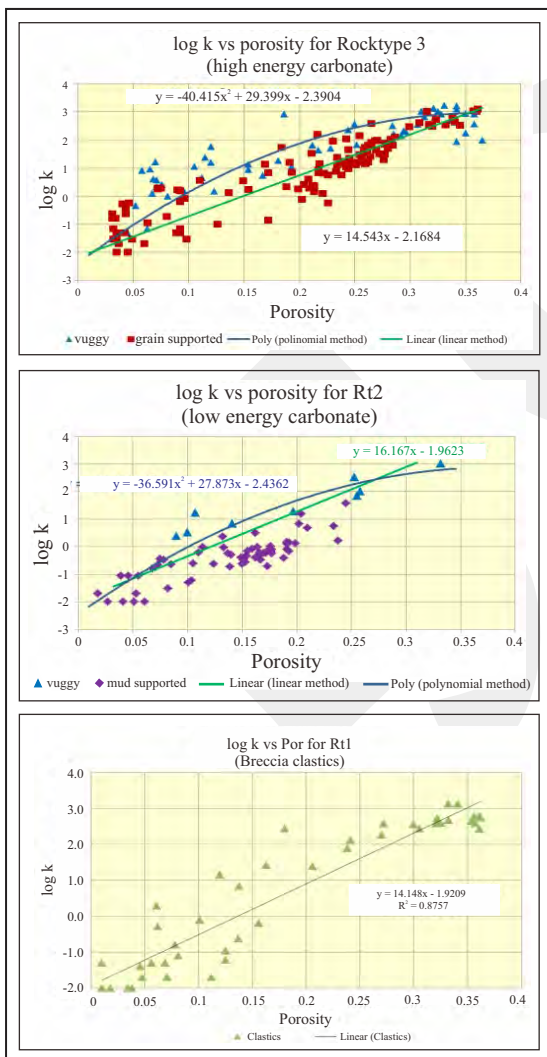 log k vs porosity for Rocktype 3
(high energy carbonate)
4
y = -40.415x² + 29.399x - 2.3904
3
2
1
0
-1
14.543x - 2.1684
-2
-3
0 0.05 0.1 0.15 0.2 0.25 0.3 0.35 0.4
log k
Porosity
vuggy grain supported Poly (polinomial method) Linear (linear method)
log k vs porosity for Rt2
(low energy carbonate)
4
y = 16.167x - 1.9623
3
y = -36.591x² + 27.873x - 2.4362
2
1
0
-1
-2
-3
0 0.05 0.1 0.15 0.2 0.25 0.3 0.35 0.4
log k
Porosity
vuggy mud supported Linear (linear method) Poly (polynomial method)
log k vs Por for Rt1
(Breccia clastics)
4.0
3.0
2.0
1.0
y = 14.148x - 1.9209
R² = 0.8757
0.0
-1.0
-2.0
0 0.05 0.1 0.15 0.2 0.25 0.3 0.35 0.4
log k
Porosity
Clastics Linear (Clastics)